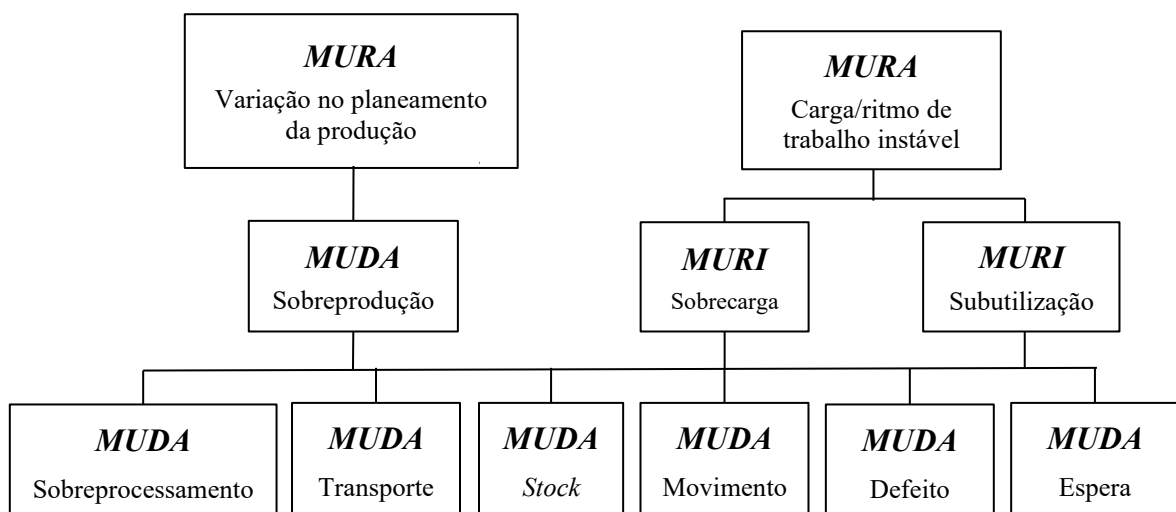 MURA
Variação no planeamento
da produção
MURA
Carga/ritmo de
trabalho instável
MUDA
Sobreprodução
MURI
Sobrecarga
MURI
Subutilização
MUDA
Sobreprocessamento
MUDA
Transporte
MUDA
Stock
MUDA
Movimento
MUDA
Defeito
MUDA
Espera